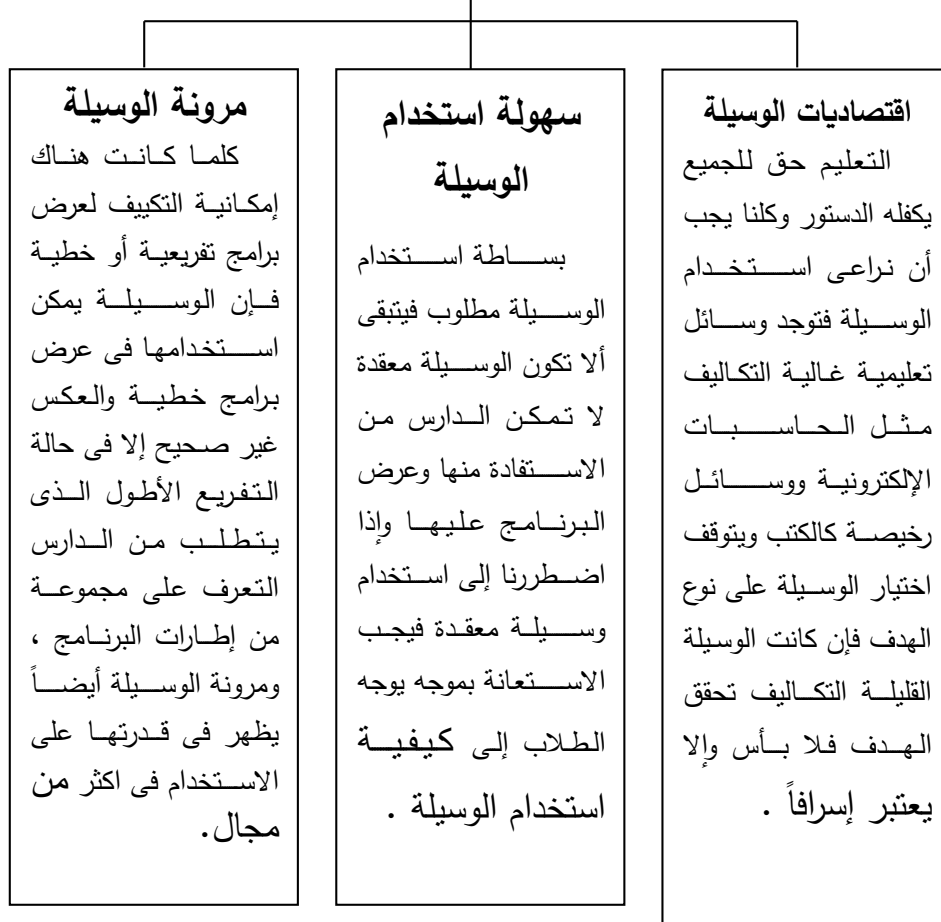 اقتصاديات الوسيلة
التعليم حق للجميع
يكفله الدستور وكلنا يجب
أن نراعى استخدام
الوسيلة فتوجد وسائل
تعليمية غالية التكاليف
مثل الحاسبات
الإلكترونية ووسائل
رخيصة كالكتب ويتوقف
اختيار الوسيلة على نوع
الهدف فإن كانت الوسيلة
القليلة التكاليف تحقق
الهدف فلا بأس وإلا
يعتبر إسرافاً .
سهولة استخدام
الوسيلة
بساطة استخدام
الوسيلة مطلوب فيتبقى
ألا تكون الوسيلة معقدة
لا تمكن الدارس من
الاستفادة منها وعرض
البرنامج عليها وإذا
اضطررنا إلى استخدام
وسيلة معقدة فيجب
الاستعانة بموجه يوجه
الطلاب إلى كيفية
استخدام الوسيلة .
مرونة الوسيلة
كلما كانت هناك
إمكانية التكييف لعرض
برامج تفريعية أو خطية
فإن الوسيلة يمكن
استخدامها فى عرض
برامج خطية والعكس
غير صحيح إلا فى حالة
التفريع الأطول الذى
يتطلب من الدارس
التعرف على مجموعة
من إطارات البرنامج ،
ومرونة الوسيلة أيضاً
يظهر فى قدرتها على
الاستخدام فى اكثر من
مجال.